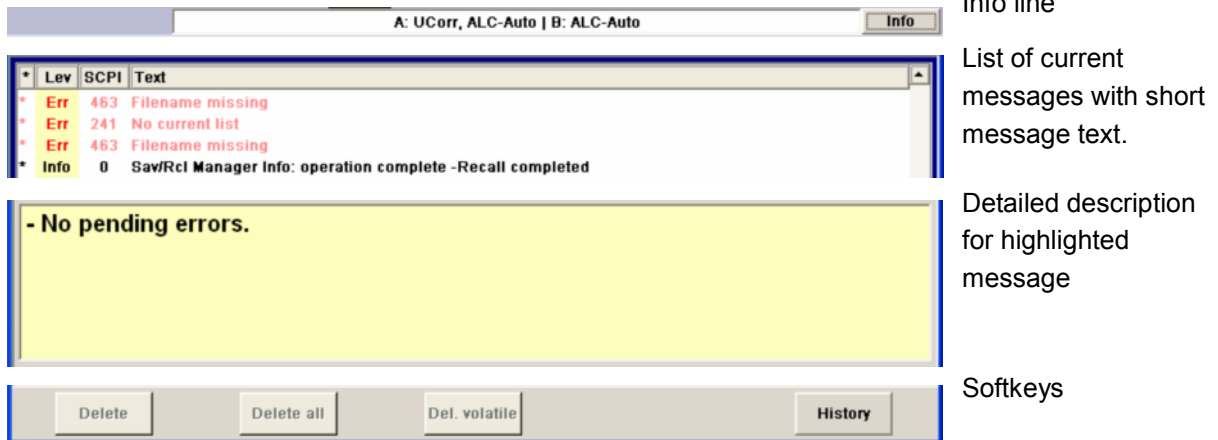 Info line
A: UCorr, ALC-Auto | B: ALC-Auto
Info
* Lev SCPI Text
* Err 463 Filename missing
* Err 241 No current list
* Err 463 Filename missing
* Info 0 Sav/Rcl Manager Info: operation complete -Recall completed
List of current
messages with short
message text.
- No pending errors.
Detailed description
for highlighted
message
Delete Delete all Del. volatile History
Softkeys